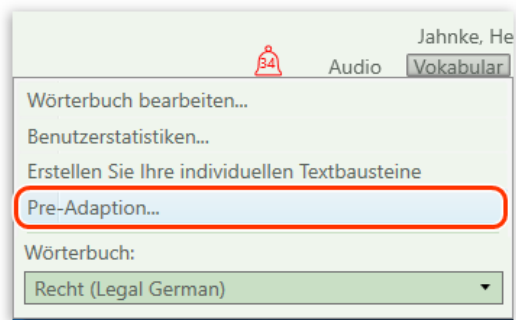 Jahnke, He
34 Audio Vokabular
Wörterbuch bearbeiten...
Benutzerstatistiken...
Erstellen Sie Ihre individuellen Textbausteine
Pre-Adaption...
Wörterbuch:
Recht (Legal German)